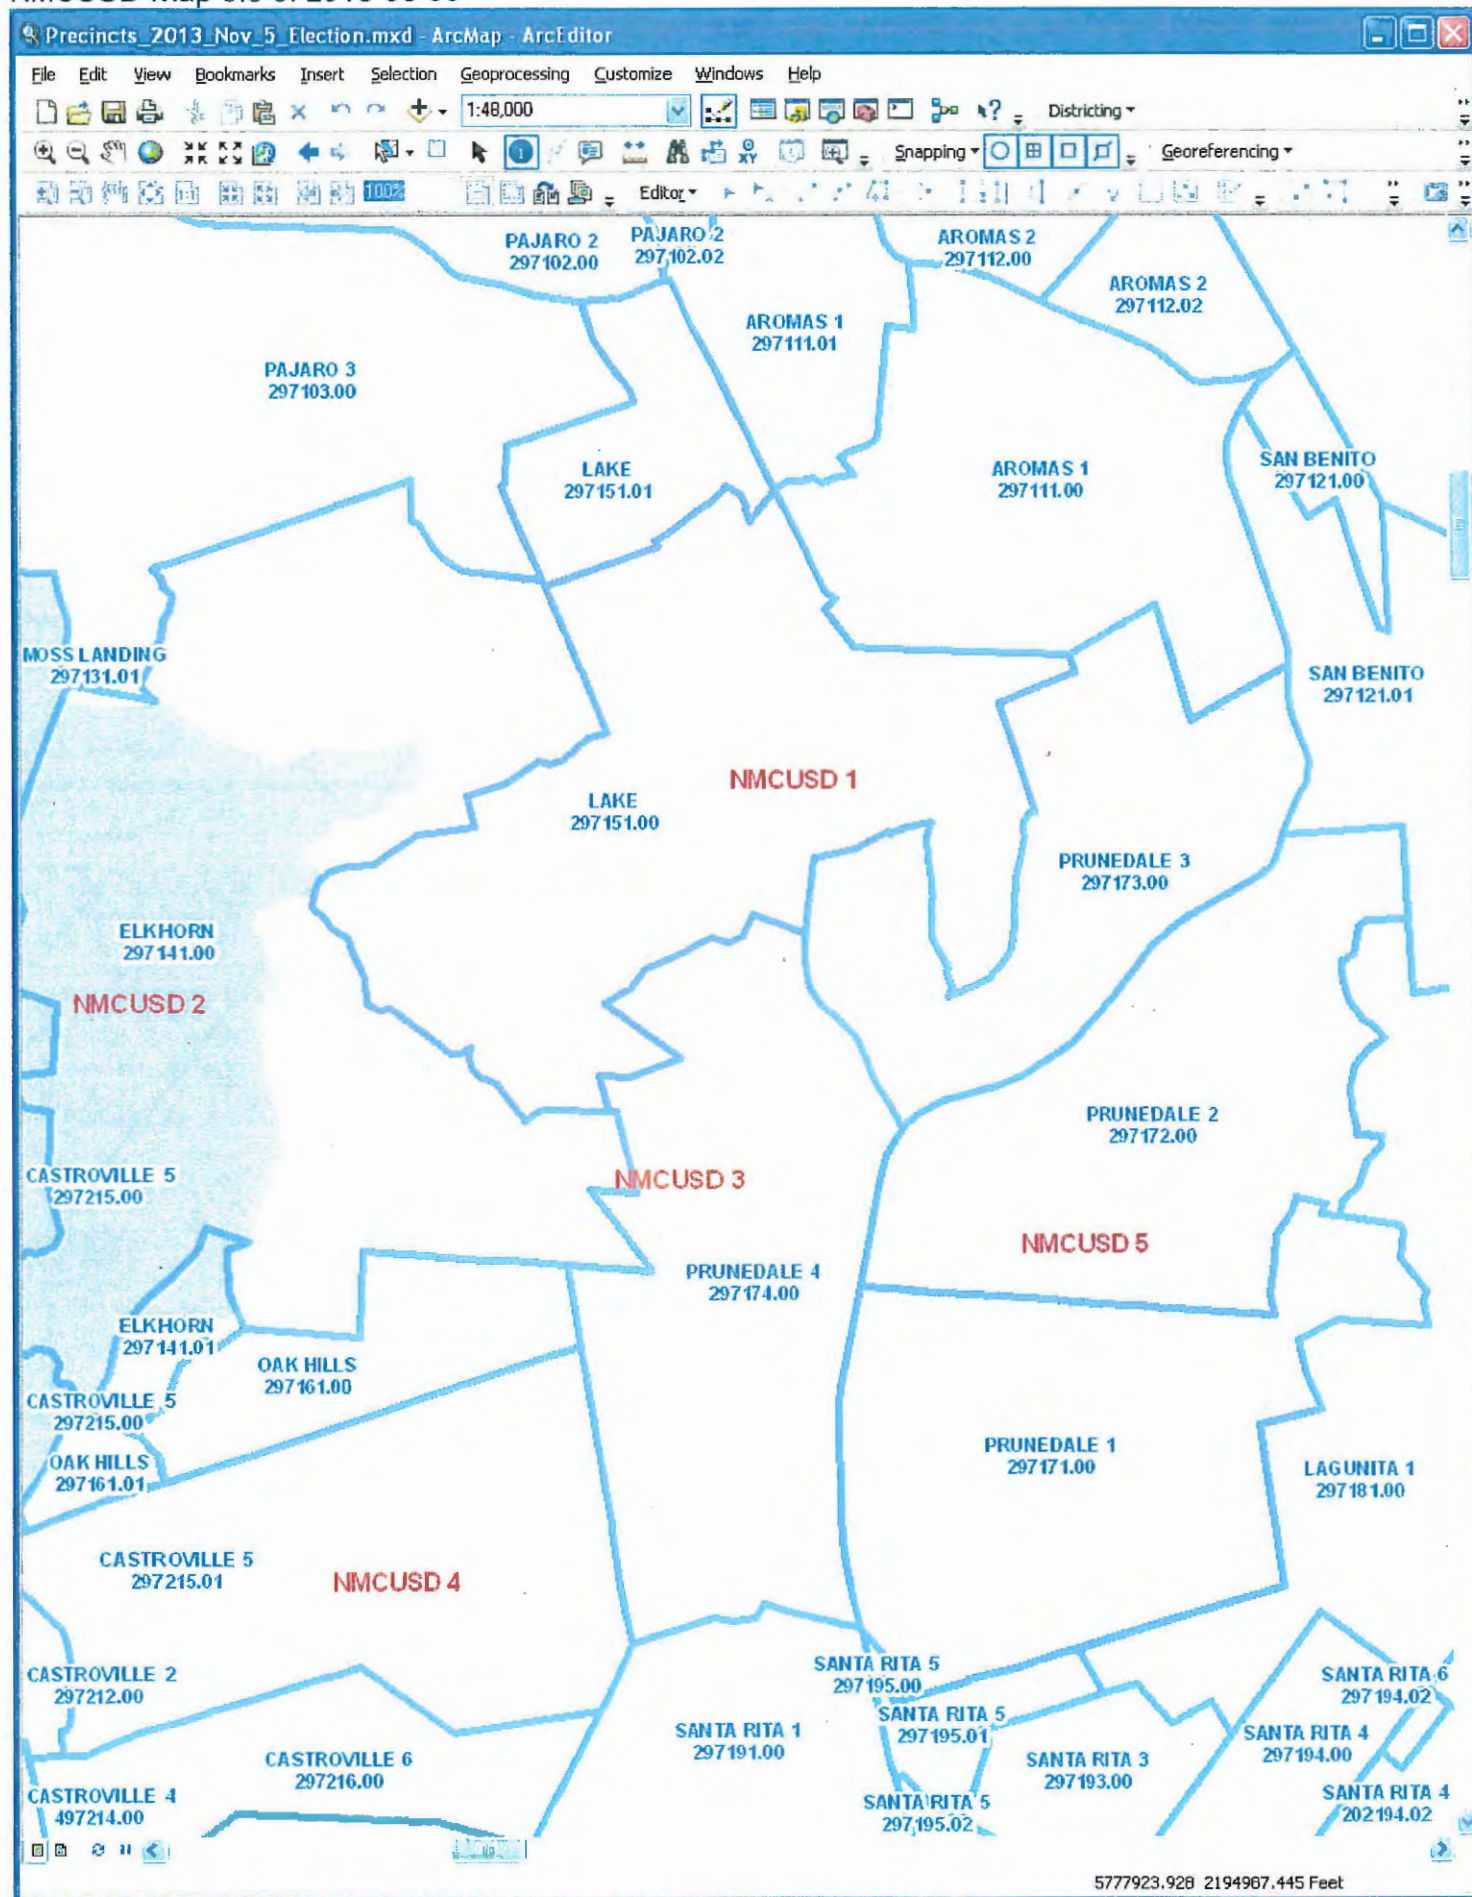 Precincts_2013_Nov_5_Election.mxd - ArcMap - ArcEditor
File Edit View Bookmarks Insert Selection Geoprocessing Customize Windows Help
1:48,000
Districting
Snapping
Georeferencing
100%
Editor
PAJARO 2
297102.00
PAJARO 2
297102.02
AROMAS 2
297112.00
AROMAS 2
297112.02
AROMAS 1
297111.01
PAJARO 3
297103.00
LAKE
297151.01
AROMAS 1
297111.00
SAN BENITO
297121.00
MOSS LANDING
297131.01
SAN BENITO
297121.01
NMCUSD 1
LAKE
297151.00
PRUNEDALE 3
297173.00
ELKHORN
297141.00
NMCUSD 2
PRUNEDALE 2
297172.00
CASTROVILLE 5
297215.00
NMCUSD 3
NMCUSD 5
PRUNEDALE 4
297174.00
ELKHORN
297141.01
OAK HILLS
297161.00
CASTROVILLE 5
297215.00
OAK HILLS
297161.01
PRUNEDALE 1
297171.00
LAGUNITA 1
297181.00
CASTROVILLE 5
297215.01
NMCUSD 4
CASTROVILLE 2
297212.00
SANTA RITA 5
297195.00
SANTA RITA 6
297194.02
SANTA RITA 5
297195.01
SANTA RITA 1
297191.00
SANTA RITA 4
297194.00
CASTROVILLE 6
297216.00
SANTA RITA 3
297193.00
CASTROVILLE 4
497214.00
SANTA RITA 5
297195.02
SANTA RITA 4
202194.02
5777923.928 2194967.445 Feet